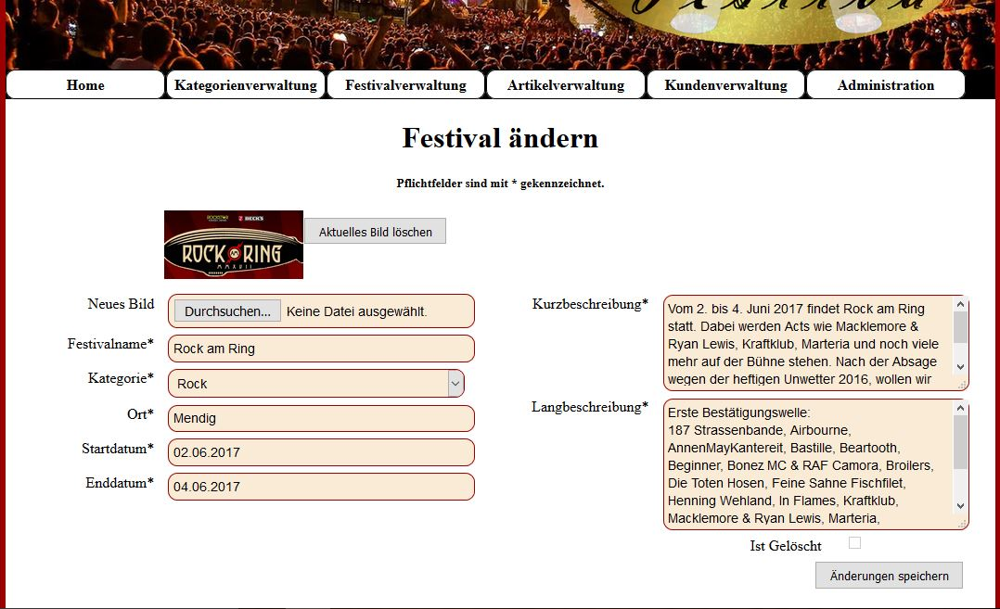 Festival
Home
Kategorienverwaltung
Festivalverwaltung
Artikelverwaltung
Kundenverwaltung
Administration
Festival ändern
Pflichtfelder sind mit * gekennzeichnet.
ROCKSTAR
BECK'S
ROCK AM RING
MMXVII
Aktuelles Bild löschen
Neues Bild
Durchsuchen... Keine Datei ausgewählt.
Festivalname*
Rock am Ring
Kategorie*
Rock
Ort*
Mendig
Startdatum*
02.06.2017
Enddatum*
04.06.2017
Kurzbeschreibung*
Vom 2. bis 4. Juni 2017 findet Rock am Ring
statt. Dabei werden Acts wie Macklemore &
Ryan Lewis, Kraftklub, Marteria und noch viele
mehr auf der Bühne stehen. Nach der Absage
wegen der heftigen Unwetter 2016, wollen wir
Langbeschreibung*
Erste Bestätigungswelle:
187 Strassenbande, Airbourne,
AnnenMayKantereit, Bastille, Beartooth,
Beginner, Bonez MC & RAF Camora, Broilers,
Die Toten Hosen, Feine Sahne Fischfilet,
Henning Wehland, In Flames, Kraftklub,
Macklemore & Ryan Lewis, Marteria,
Ist Gelöscht
Änderungen speichern